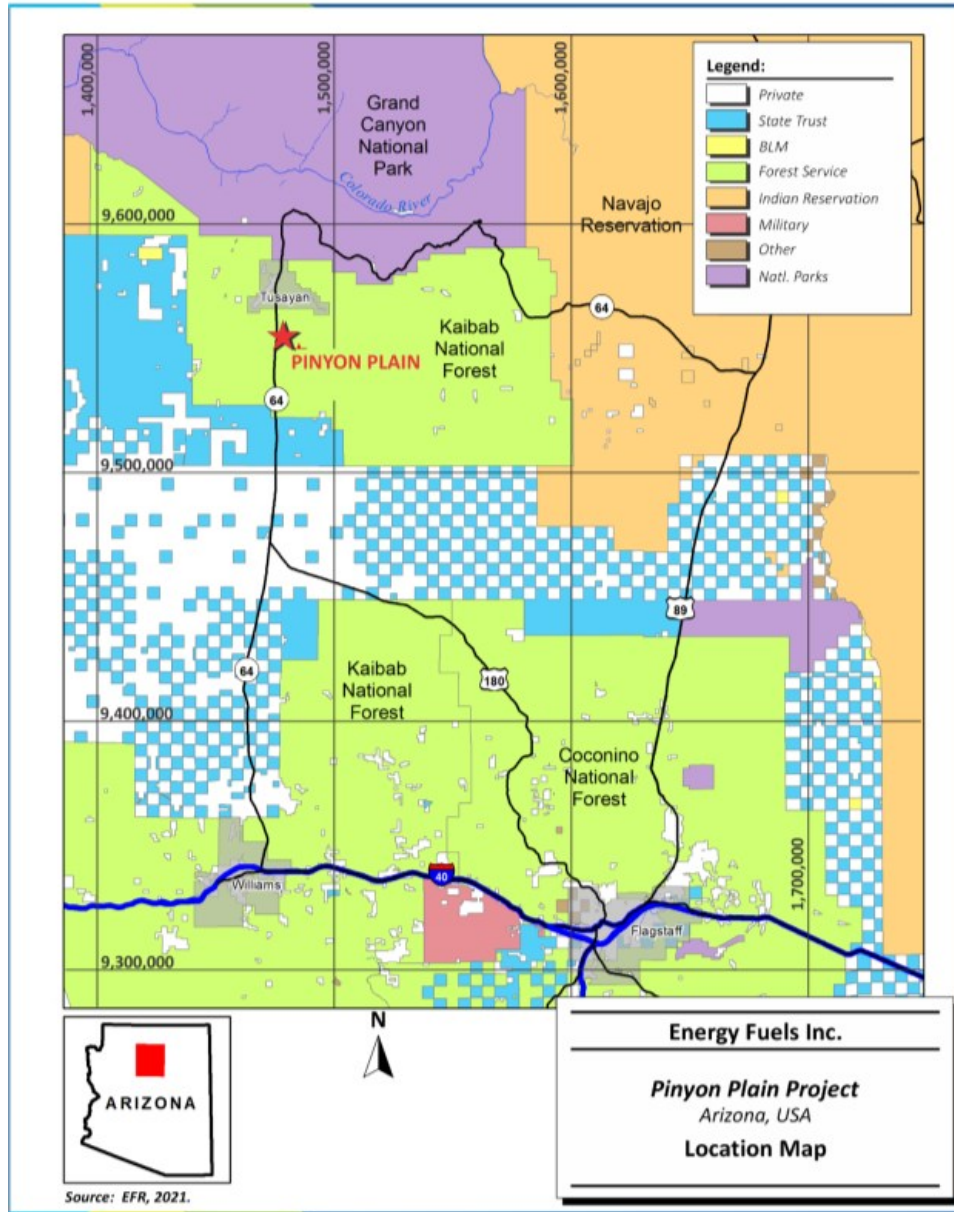 1,400,000
1,500,000
1,600,000
Grand
Canyon
National
Park
Colorado River
Legend:
Private
State Trust
BLM
Forest Service
Indian Reservation
Military
Other
Natl. Parks
9,600,000
Navajo
Reservation
Tusayan
64
PINYON PLAIN
Kaibab
National
Forest
64
9,500,000
89
64
Kaibab
National
Forest
180
9,400,000
Coconino
National
Forest
1,700,000
40
Williams
Flagstaff
9,300,000
N
ARIZONA
Energy Fuels Inc.
Pinyon Plain Project
Arizona, USA
Location Map
Source: EFR, 2021.